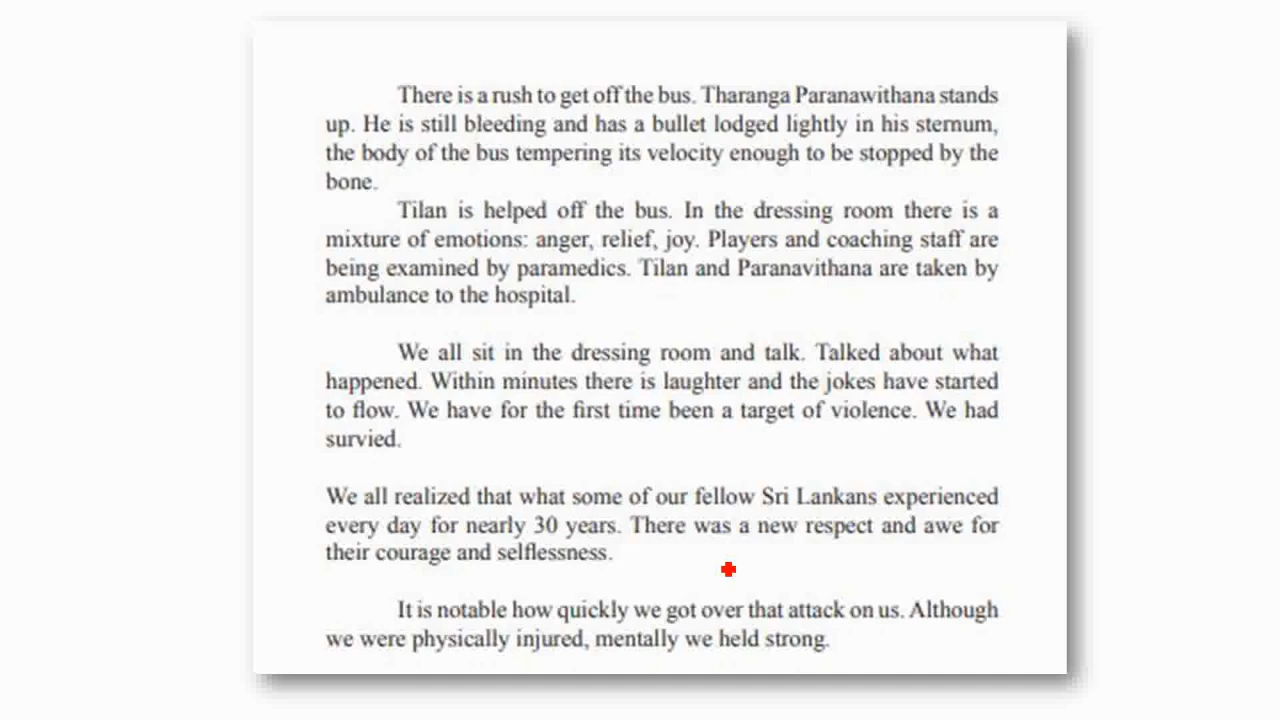 There is a rush to get off the bus. Tharanga Paranawithana stands
up. He is still bleeding and has a bullet lodged lightly in his sternum,
the body of the bus tempering its velocity enough to be stopped by the
bone.
Tilan is helped off the bus. In the dressing room there is a
mixture of emotions: anger, relief, joy. Players and coaching staff are
being examined by paramedics. Tilan and Paranavithana are taken by
ambulance to the hospital.
We all sit in the dressing room and talk. Talked about what
happened. Within minutes there is laughter and the jokes have started
to flow. We have for the first time been a target of violence. We had
survied.
We all realized that what some of our fellow Sri Lankans experienced
every day for nearly 30 years. There was a new respect and awe for
their courage and selflessness.
It is notable how quickly we got over that attack on us. Although
we were physically injured, mentally we held strong.